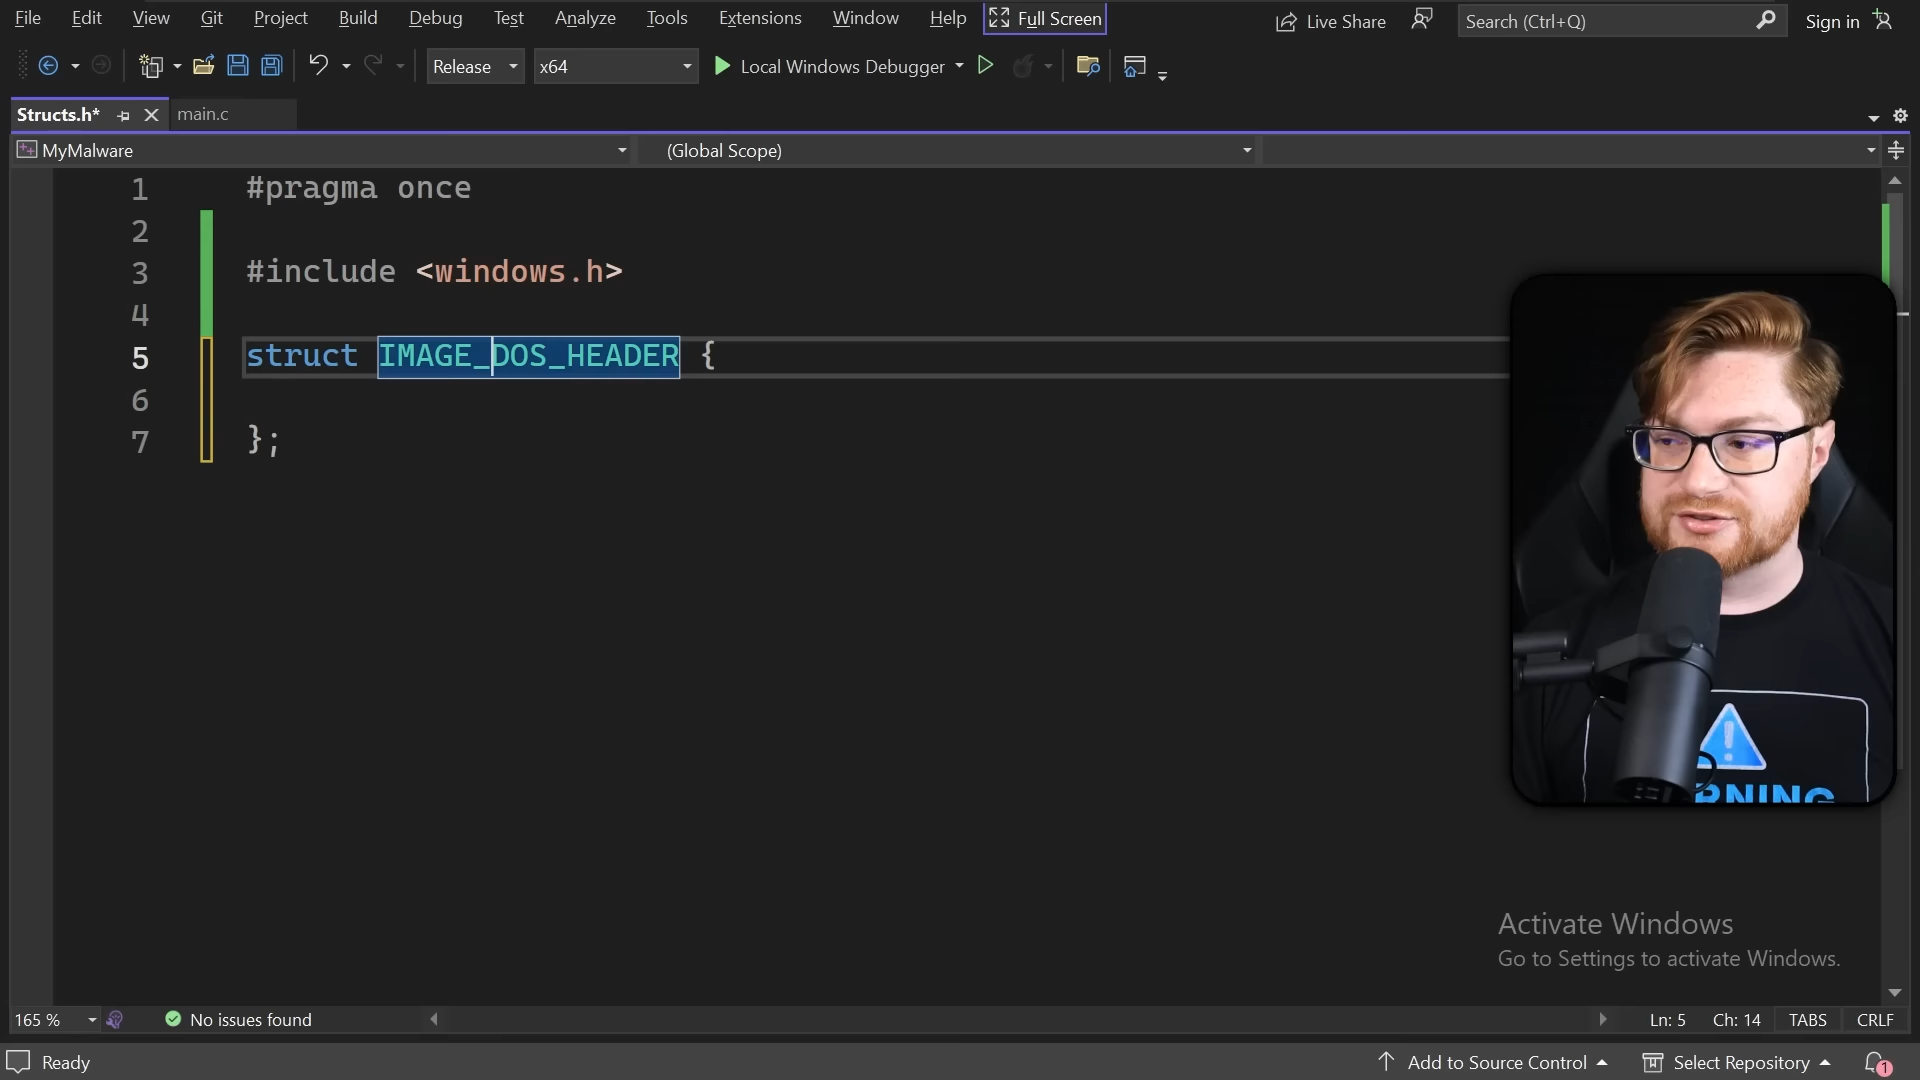 File Edit View Git Project Build Debug Test Analyze Tools Extensions Window Help Full Screen Live Share Search (Ctrl+Q) Sign in
Release x64 Local Windows Debugger
Structs.h* main.c
MyMalware (Global Scope)
1 #pragma once
2
3 #include <windows.h>
4
5 struct IMAGE_DOS_HEADER {
6
7 };
RNING
Activate Windows
Go to Settings to activate Windows.
165 % No issues found Ln: 5 Ch: 14 TABS CRLF
Ready Add to Source Control Select Repository 1